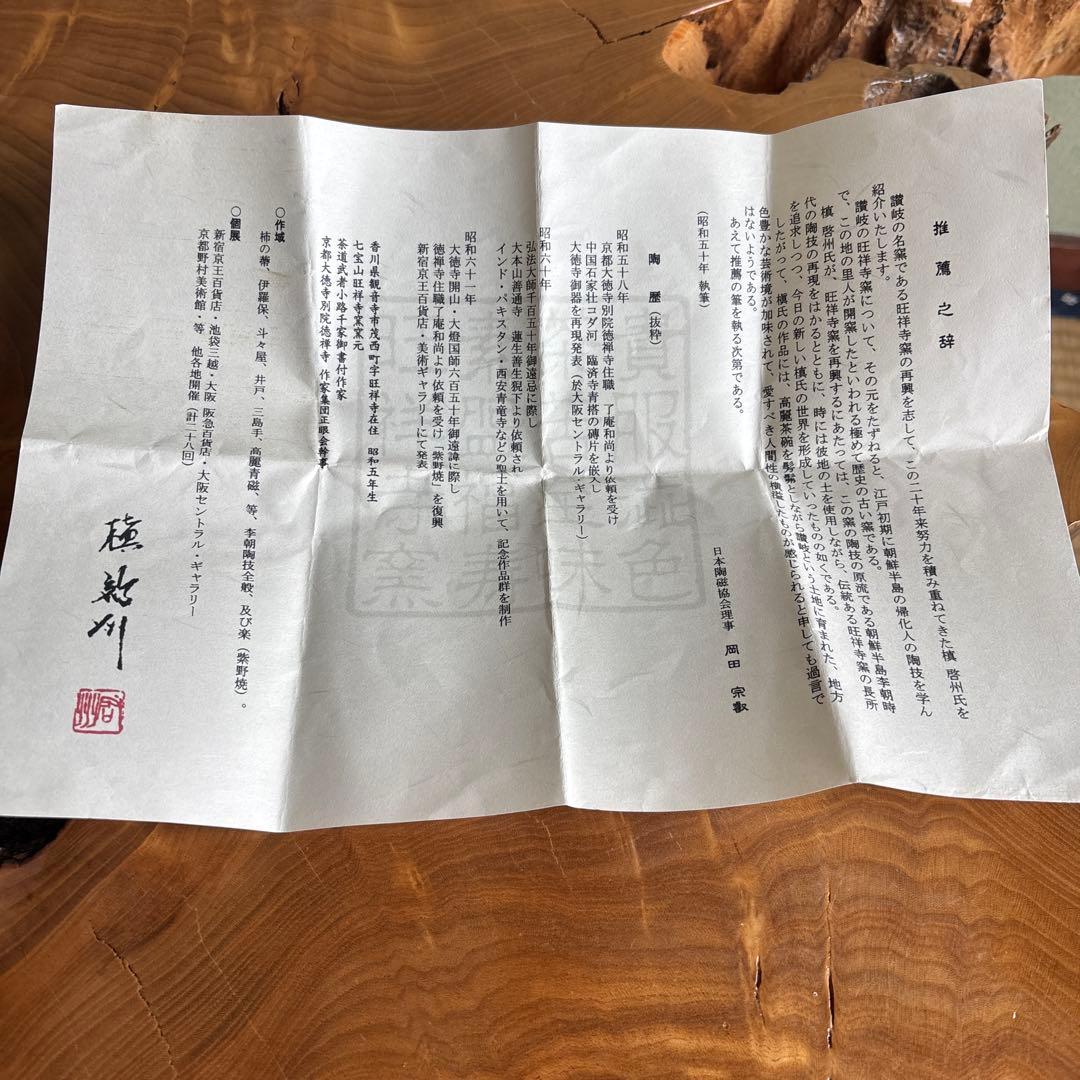 推薦之辞
讃岐の名窯である旺祥寺窯の再興を志して、この二十年来努力を積み重ねてきた槙 啓州氏を
紹介いたします。
讃岐の旺祥寺窯について、その元をたずねると、江戸初期に朝鮮半島の帰化人の陶技を学ん
で、この地の里人が開窯したといわれる極めて歴史の古い窯である。
槙 啓州氏が、旺祥寺窯を再興するにあたっては、この窯の陶技の原流である朝鮮半島李朝時
代の陶技の再現をはかるとともに、時には彼地の土を使用しながら、伝統ある旺祥寺窯の長所
を追求しつつ、今日の新しい槙氏の世界を形成していったものの如くである。
したがって、槙氏の作品には、高麗茶碗を髣髴としながら讃岐という土地に育まれた、地方
色豊かな芸術境が加味されて、愛すべき人間性の横溢したものが感じられると申しても過言で
はないようである。
あえて推薦の筆を執る次第である。
日本陶磁協会理事 岡田 宗叡
(昭和五十年 執筆)
陶 歴(抜粋)
昭和五十八年
京都大徳寺別院徳禅寺住職 了庵和尚より依頼を受け
中国石家壮コダ河 臨済寺青搭の磚片を嵌入し
大徳寺御器を再現発表(於大阪セントラル・ギャラリー)
昭和六十年
弘法大師千百五十年御遠忌に際し
大本山善通寺 蓮生善生猊下より依頼され
インド・パキスタン・西安青竜寺などの聖土を用いて、記念作品群を制作
昭和六十一年
大徳寺開山・大燈国師六百五十年御遠諱に際し
徳禅寺住職了庵和尚より依頼を受け「紫野焼」を復興
新宿京王百貨店・美術ギャラリーにて発表
香川県観音寺市茂西町字旺祥寺在住 昭和五年生
七宝山旺祥寺窯窯元
茶道武者小路千家御書付作家
京都大徳寺別院徳禅寺 作家集団正眼会幹事
○作域
柿の蔕、伊羅保、斗々屋、井戸、三島手、高麗青磁、等、李朝陶技全般、及び楽(紫野焼)。
○個展
新宿京王百貨店・池袋三越・大阪 阪急百貨店・大阪セントラル・ギャラリー
京都野村美術館・等 他各地開催(計二十八回)
槙 啓州